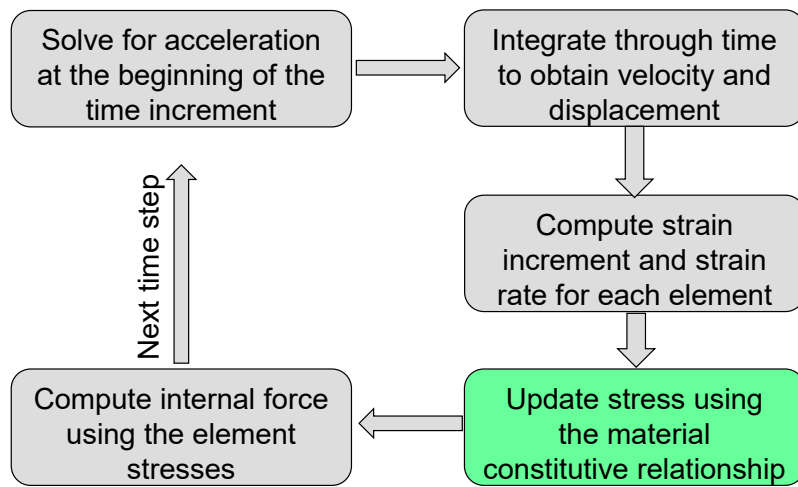 Solve for acceleration
at the beginning of the
time increment
Integrate through time
to obtain velocity and
displacement
Compute strain
increment and strain
rate for each element
Update stress using
the material
constitutive relationship
Compute internal force
using the element
stresses
Next time step